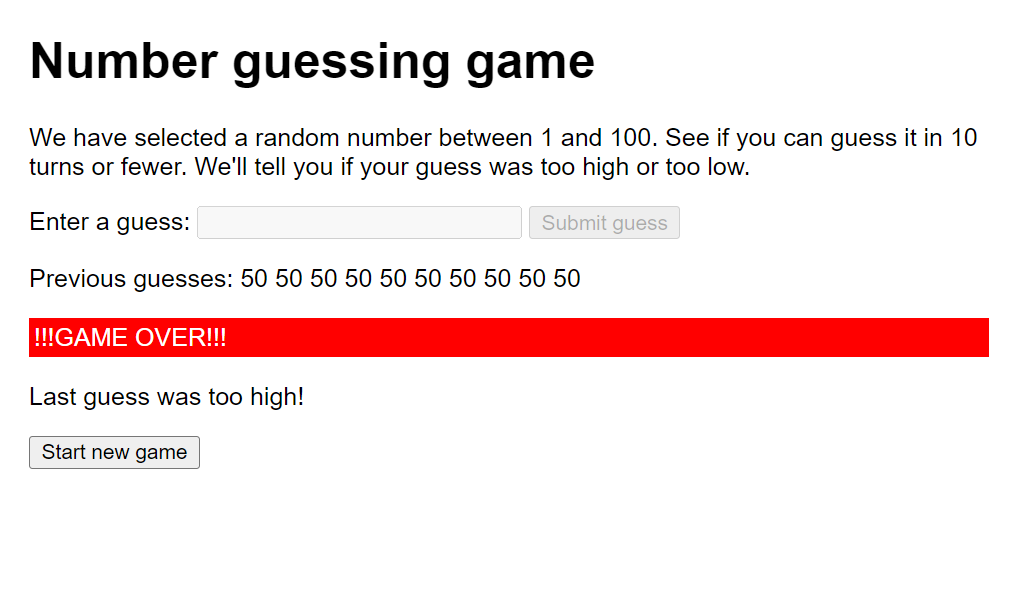 Number guessing game
We have selected a random number between 1 and 100. See if you can guess it in 10
turns or fewer. We'll tell you if your guess was too high or too low.
Enter a guess: Submit guess
Previous guesses: 50 50 50 50 50 50 50 50 50 50
!!!GAME OVER!!!
Last guess was too high!
Start new game